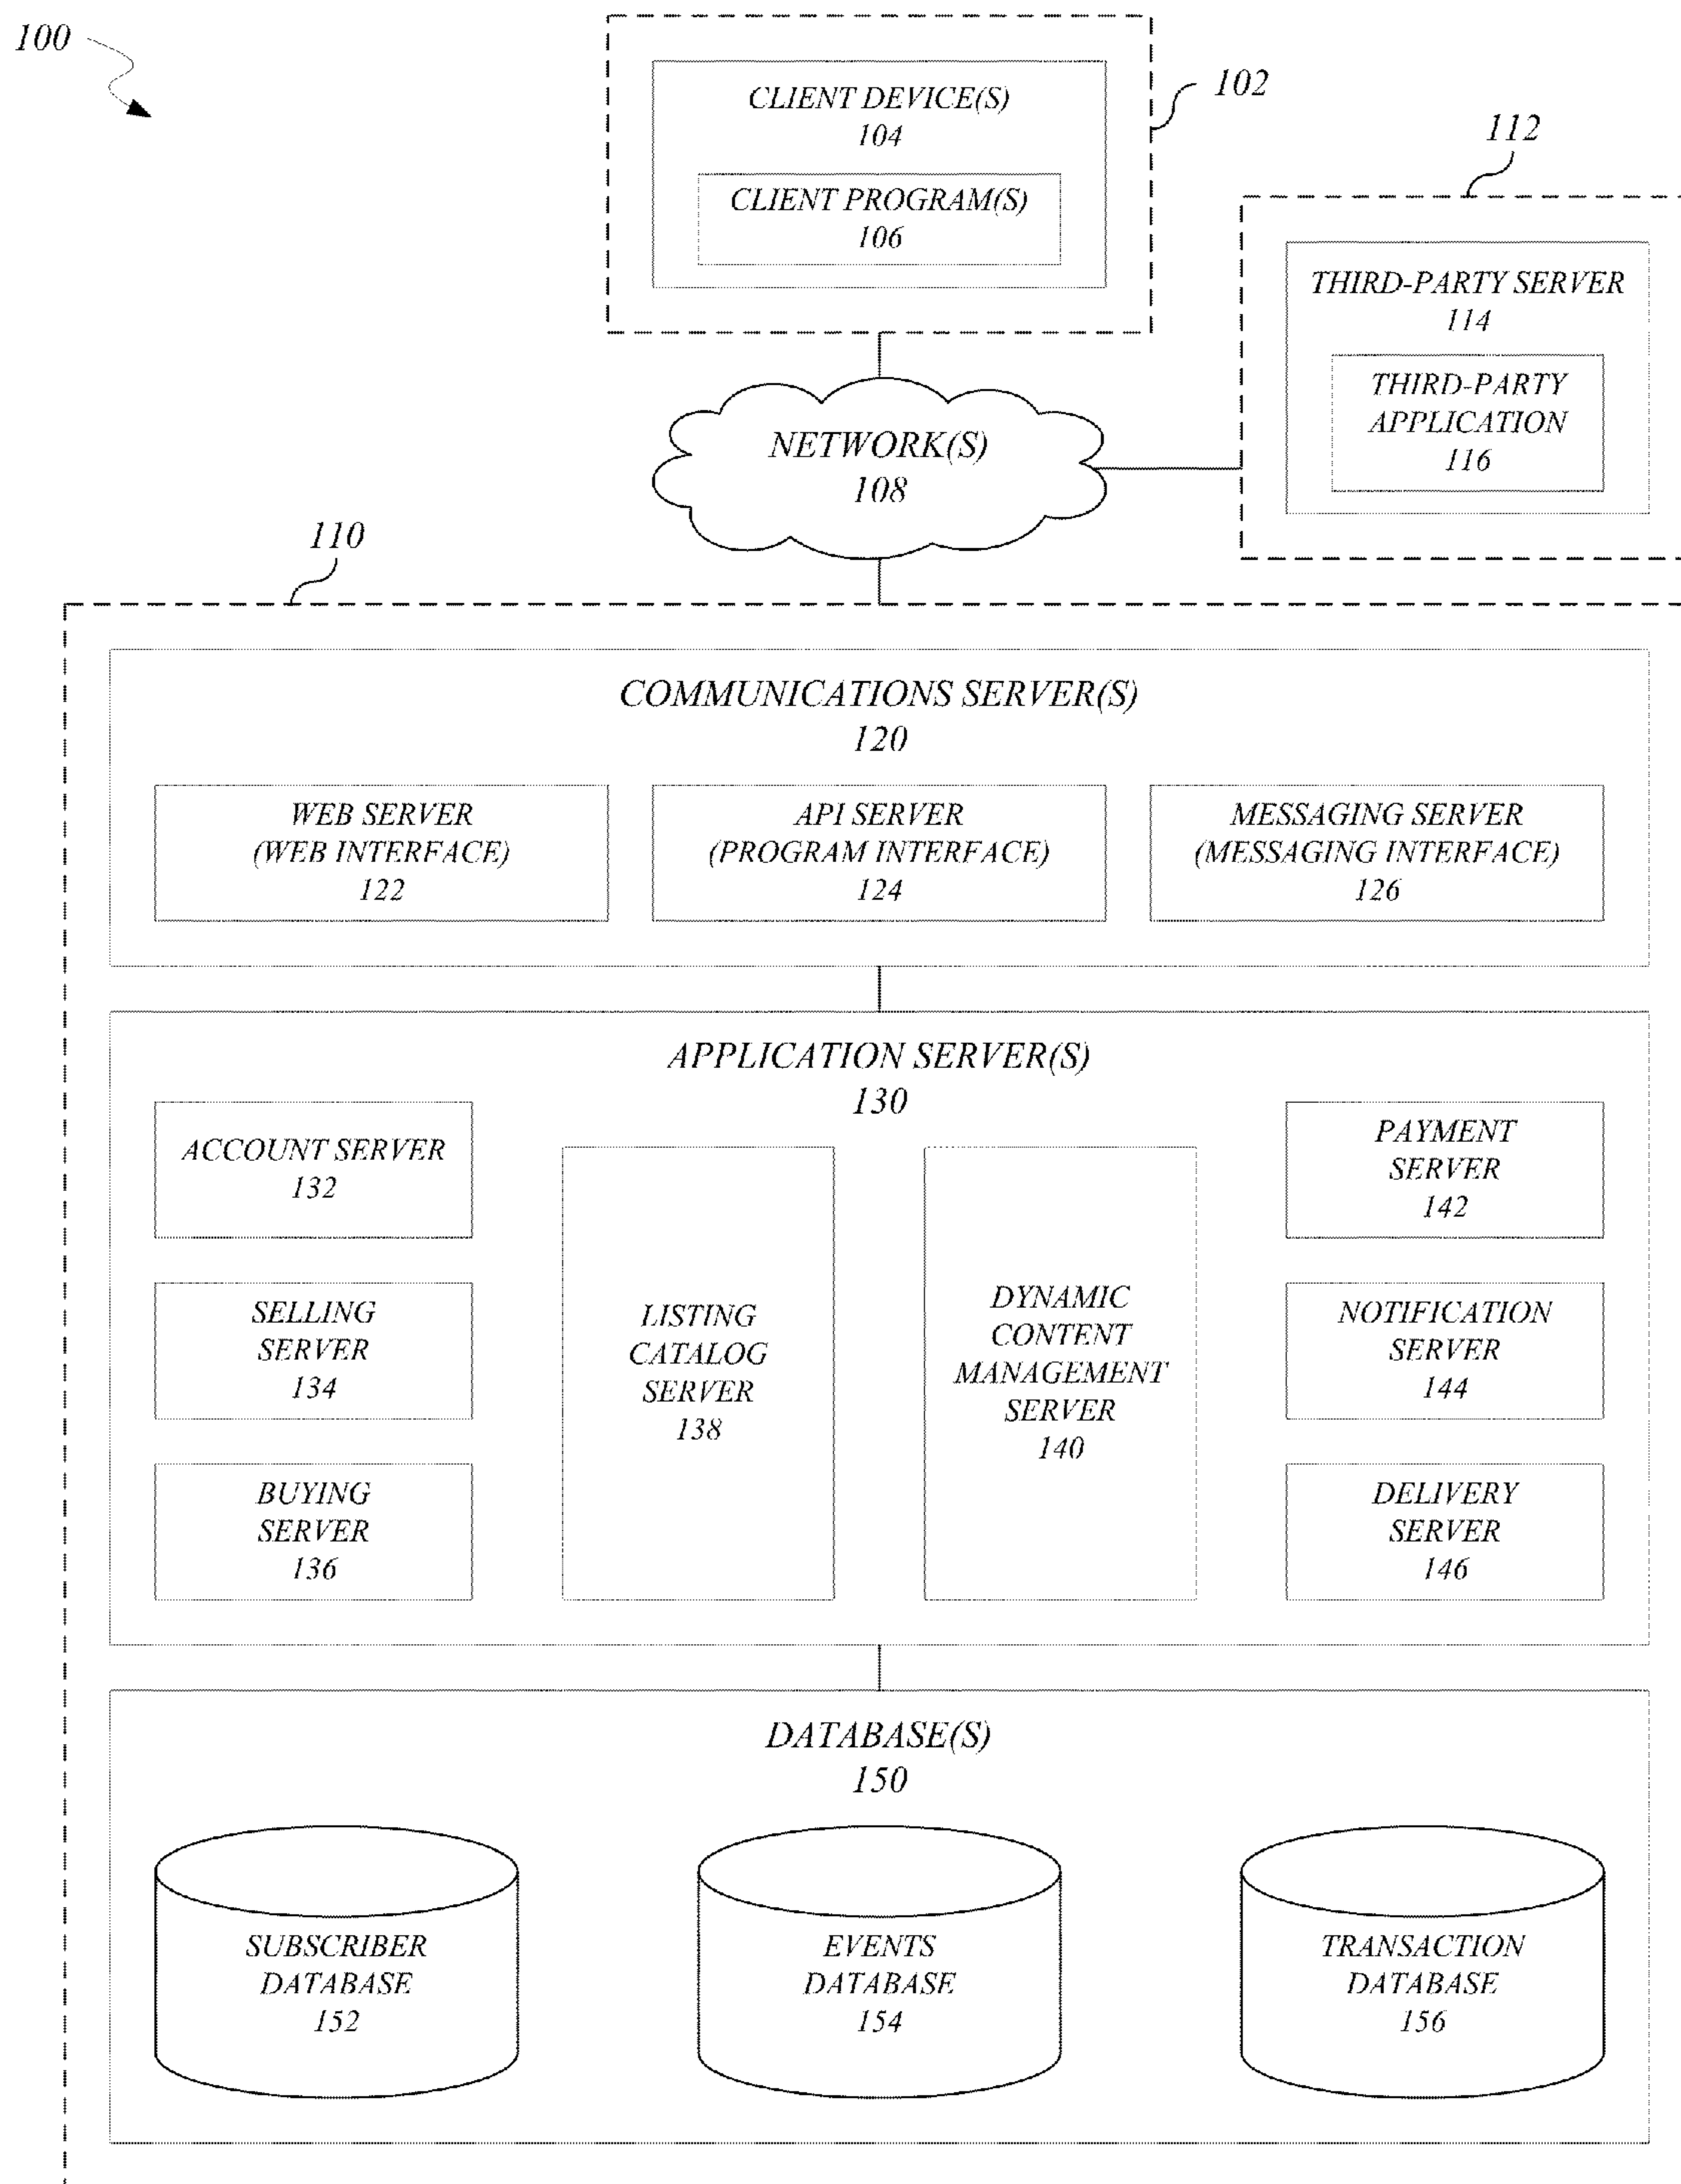 100
102
CLIENT DEVICE(S)
104
CLIENT PROGRAM(S)
106
112
THIRD-PARTY SERVER
114
THIRD-PARTY
APPLICATION
116
NETWORK(S)
108
110
COMMUNICATIONS SERVER(S)
120
WEB SERVER
(WEB INTERFACE)
122
API SERVER
(PROGRAM INTERFACE)
124
MESSAGING SERVER
(MESSAGING INTERFACE)
126
APPLICATION SERVER(S)
130
ACCOUNT SERVER
132
SELLING
SERVER
134
BUYING
SERVER
136
LISTING
CATALOG
SERVER
138
DYNAMIC
CONTENT
MANAGEMENT
SERVER
140
PAYMENT
SERVER
142
NOTIFICATION
SERVER
144
DELIVERY
SERVER
146
DATABASE(S)
150
SUBSCRIBER
DATABASE
152
EVENTS
DATABASE
154
TRANSACTION
DATABASE
156